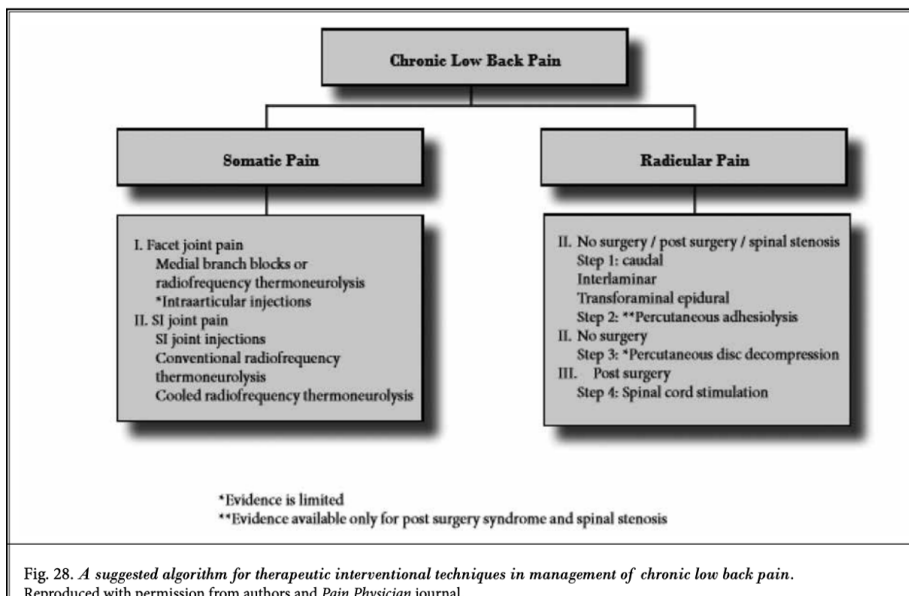 Chronic Low Back Pain
Somatic Pain
I. Facet joint pain
Medial branch blocks or
radiofrequency thermoneurolysis
*Intraarticular injections
II. SI joint pain
SI joint injections
Conventional radiofrequency
thermoneurolysis
Cooled radiofrequency thermoneurolysis
Radicular Pain
II. No surgery / post surgery / spinal stenosis
Step 1: caudal
Interlaminar
Transforaminal epidural
Step 2: **Percutaneous adhesiolysis
II. No surgery
Step 3: *Percutaneous disc decompression
III. Post surgery
Step 4: Spinal cord stimulation
*Evidence is limited
**Evidence available only for post surgery syndrome and spinal stenosis
Fig. 28. A suggested algorithm for therapeutic interventional techniques in management of chronic low back pain.
Reproduced with permission from authors and Pain Physician journal